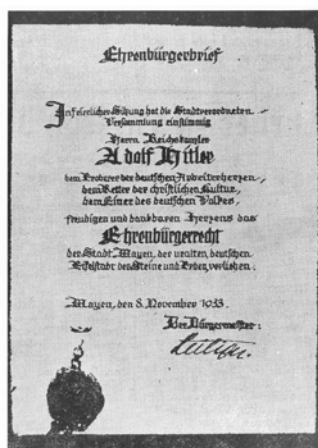 Ehrenbürgerbrief
In feierlicher Sitzung hat die Stadtverordneten-
Versammlung einstimmig
Herrn Reichskanzler
Adolf Hitler
dem Eroberer der deutschen Arbeiterherzen,
dem Retter der christlichen Kultur,
dem Einer des deutschen Volkes,
freudigen und dankbaren Herzens das
Ehrenbürgerrecht
der Stadt Mayen, der uralten, deutschen
Eifelstadt der Steine und Erden, verliehen.
Mayen, den 8. November 1933.
Der Bürgermeister: